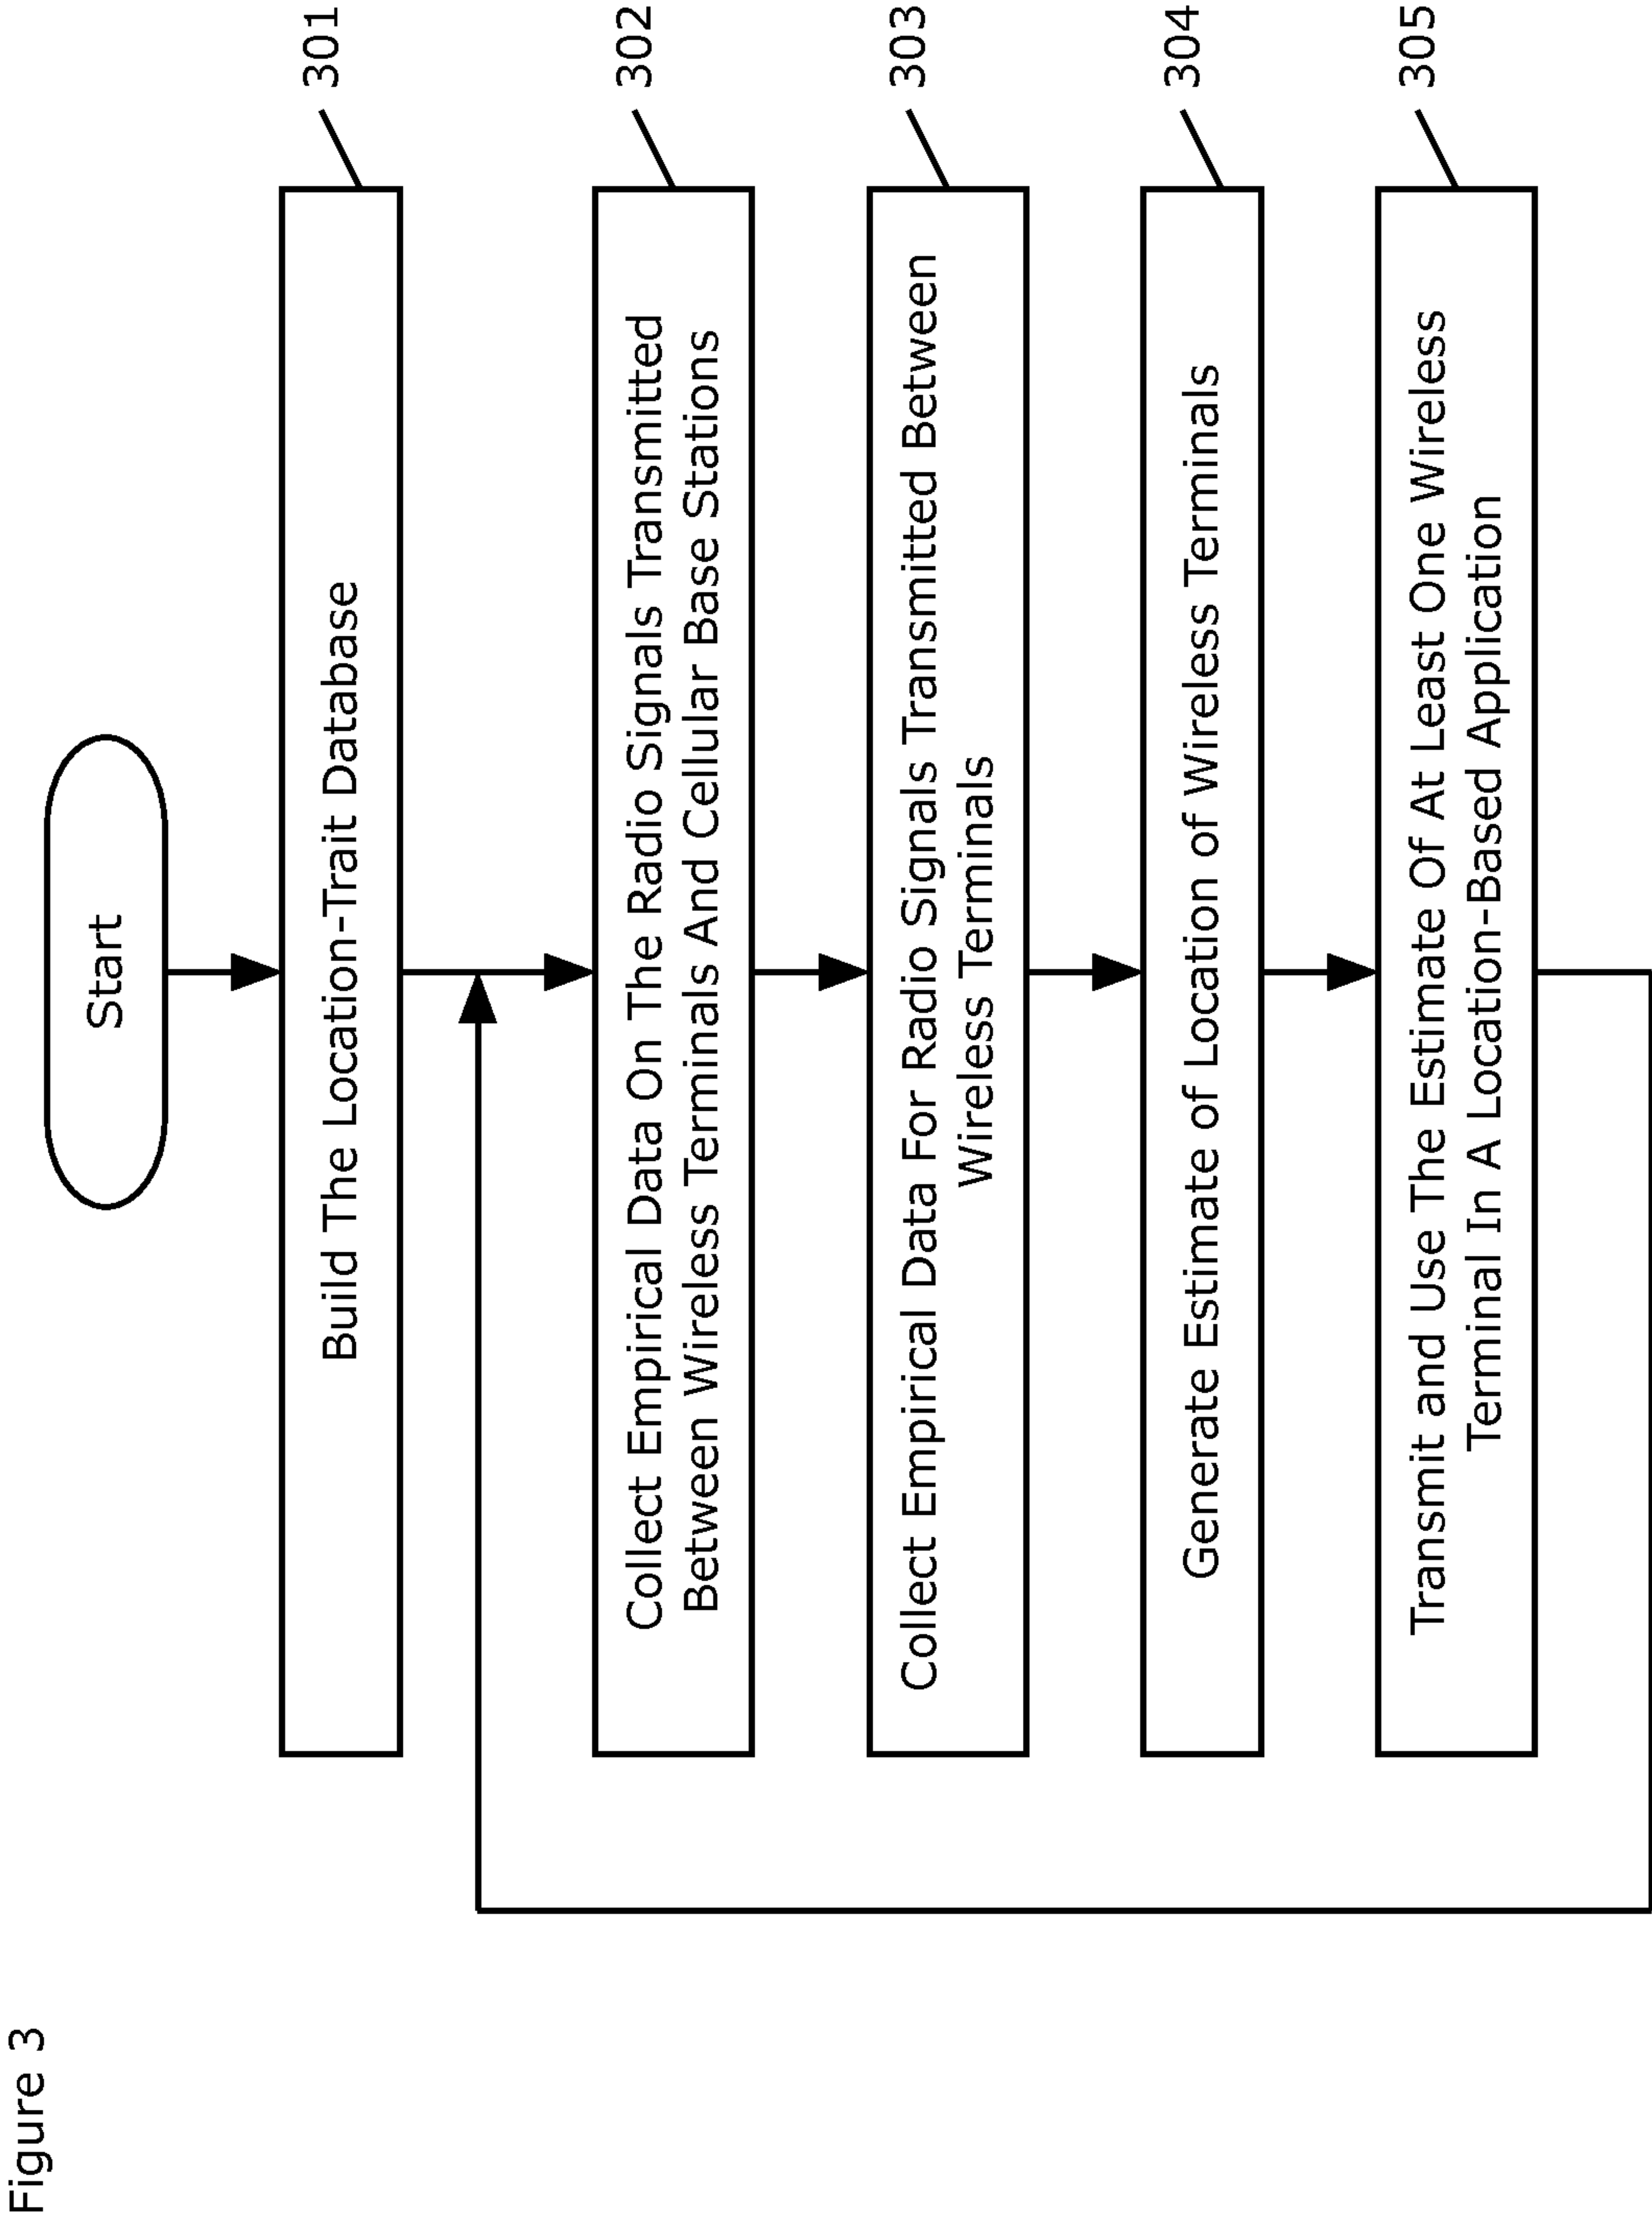 Figure 3
Start
Build The Location-Trait Database
301
Collect Empirical Data On The Radio Signals Transmitted
Between Wireless Terminals And Cellular Base Stations
302
Collect Empirical Data For Radio Signals Transmitted Between
Wireless Terminals
303
Generate Estimate of Location of Wireless Terminals
304
Transmit and Use The Estimate Of At Least One Wireless
Terminal In A Location-Based Application
305